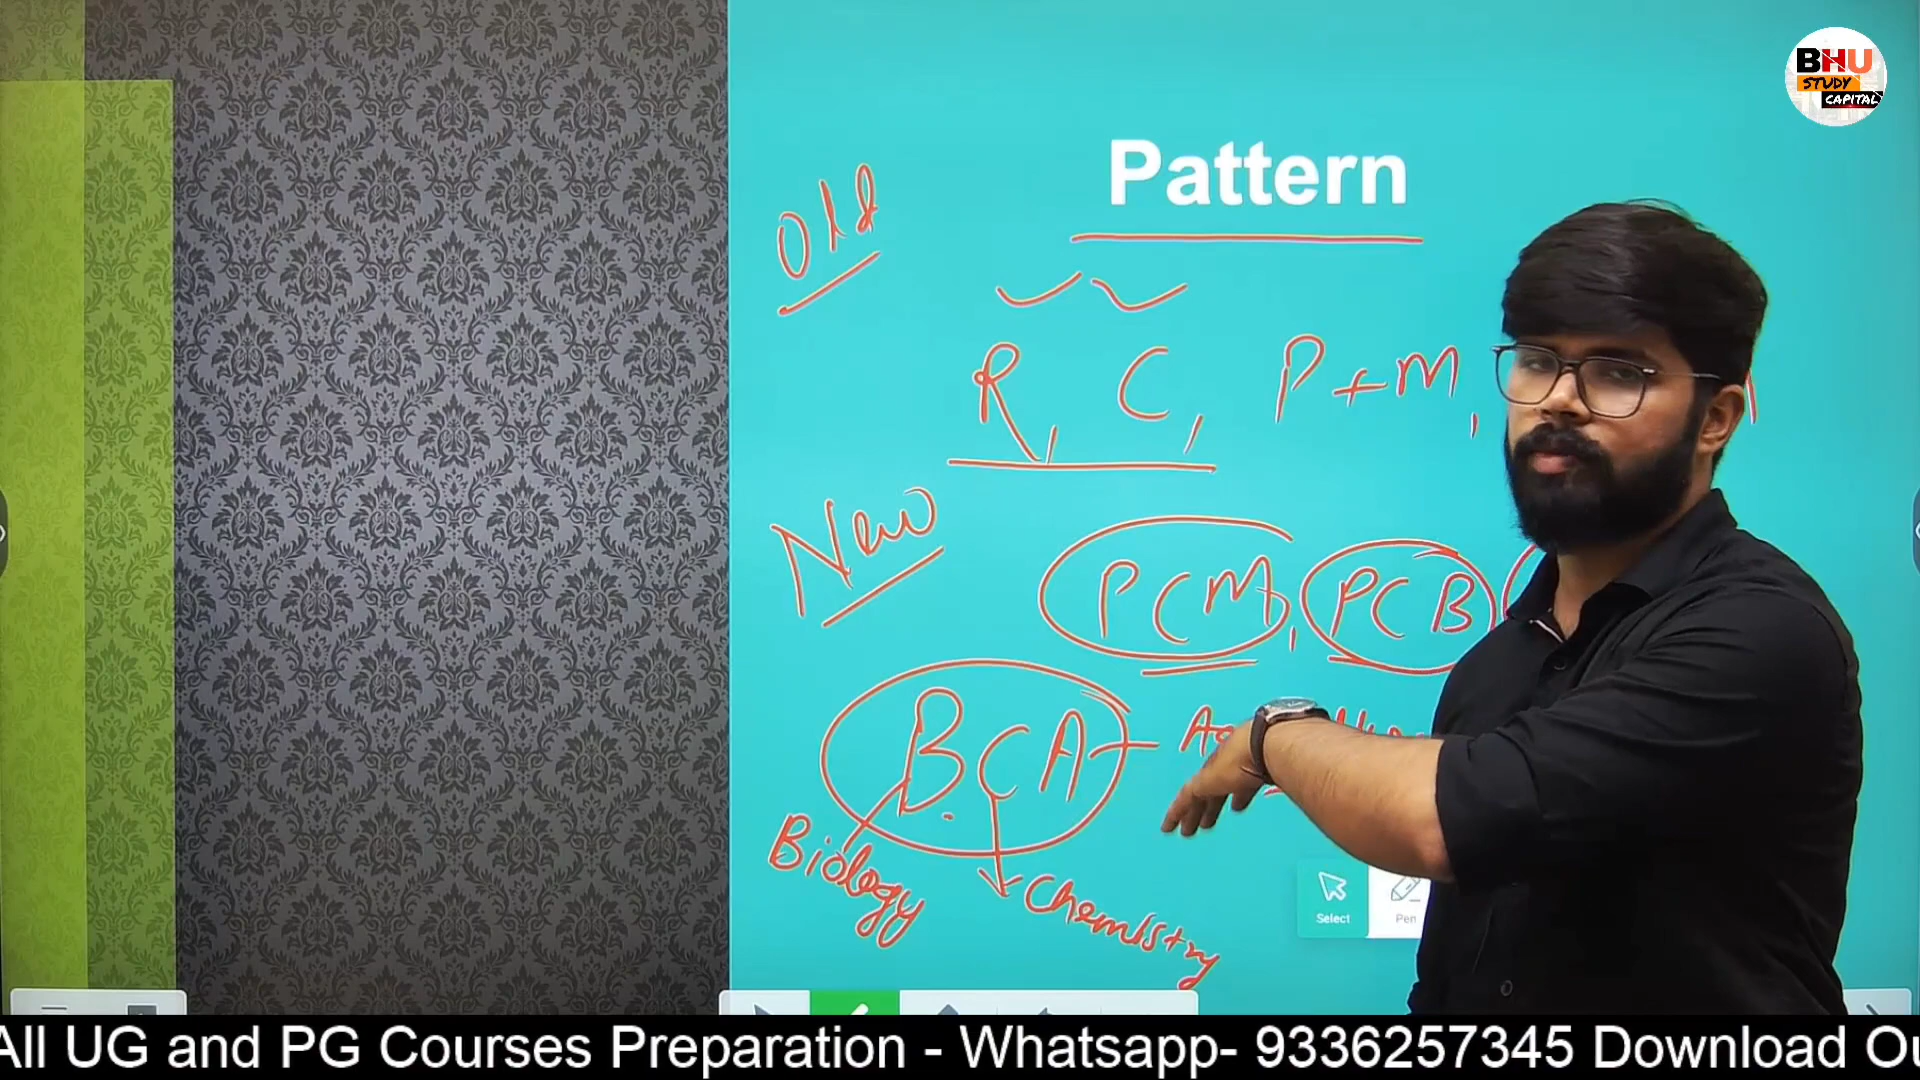 BHU
STUDY
CAPITAL
Pattern
Old
R, C, P+M,
New
PCM, PCB
BCA
Biology
Chemistry
Select
Pen
All UG and PG Courses Preparation - Whatsapp- 9336257345 Download Ou